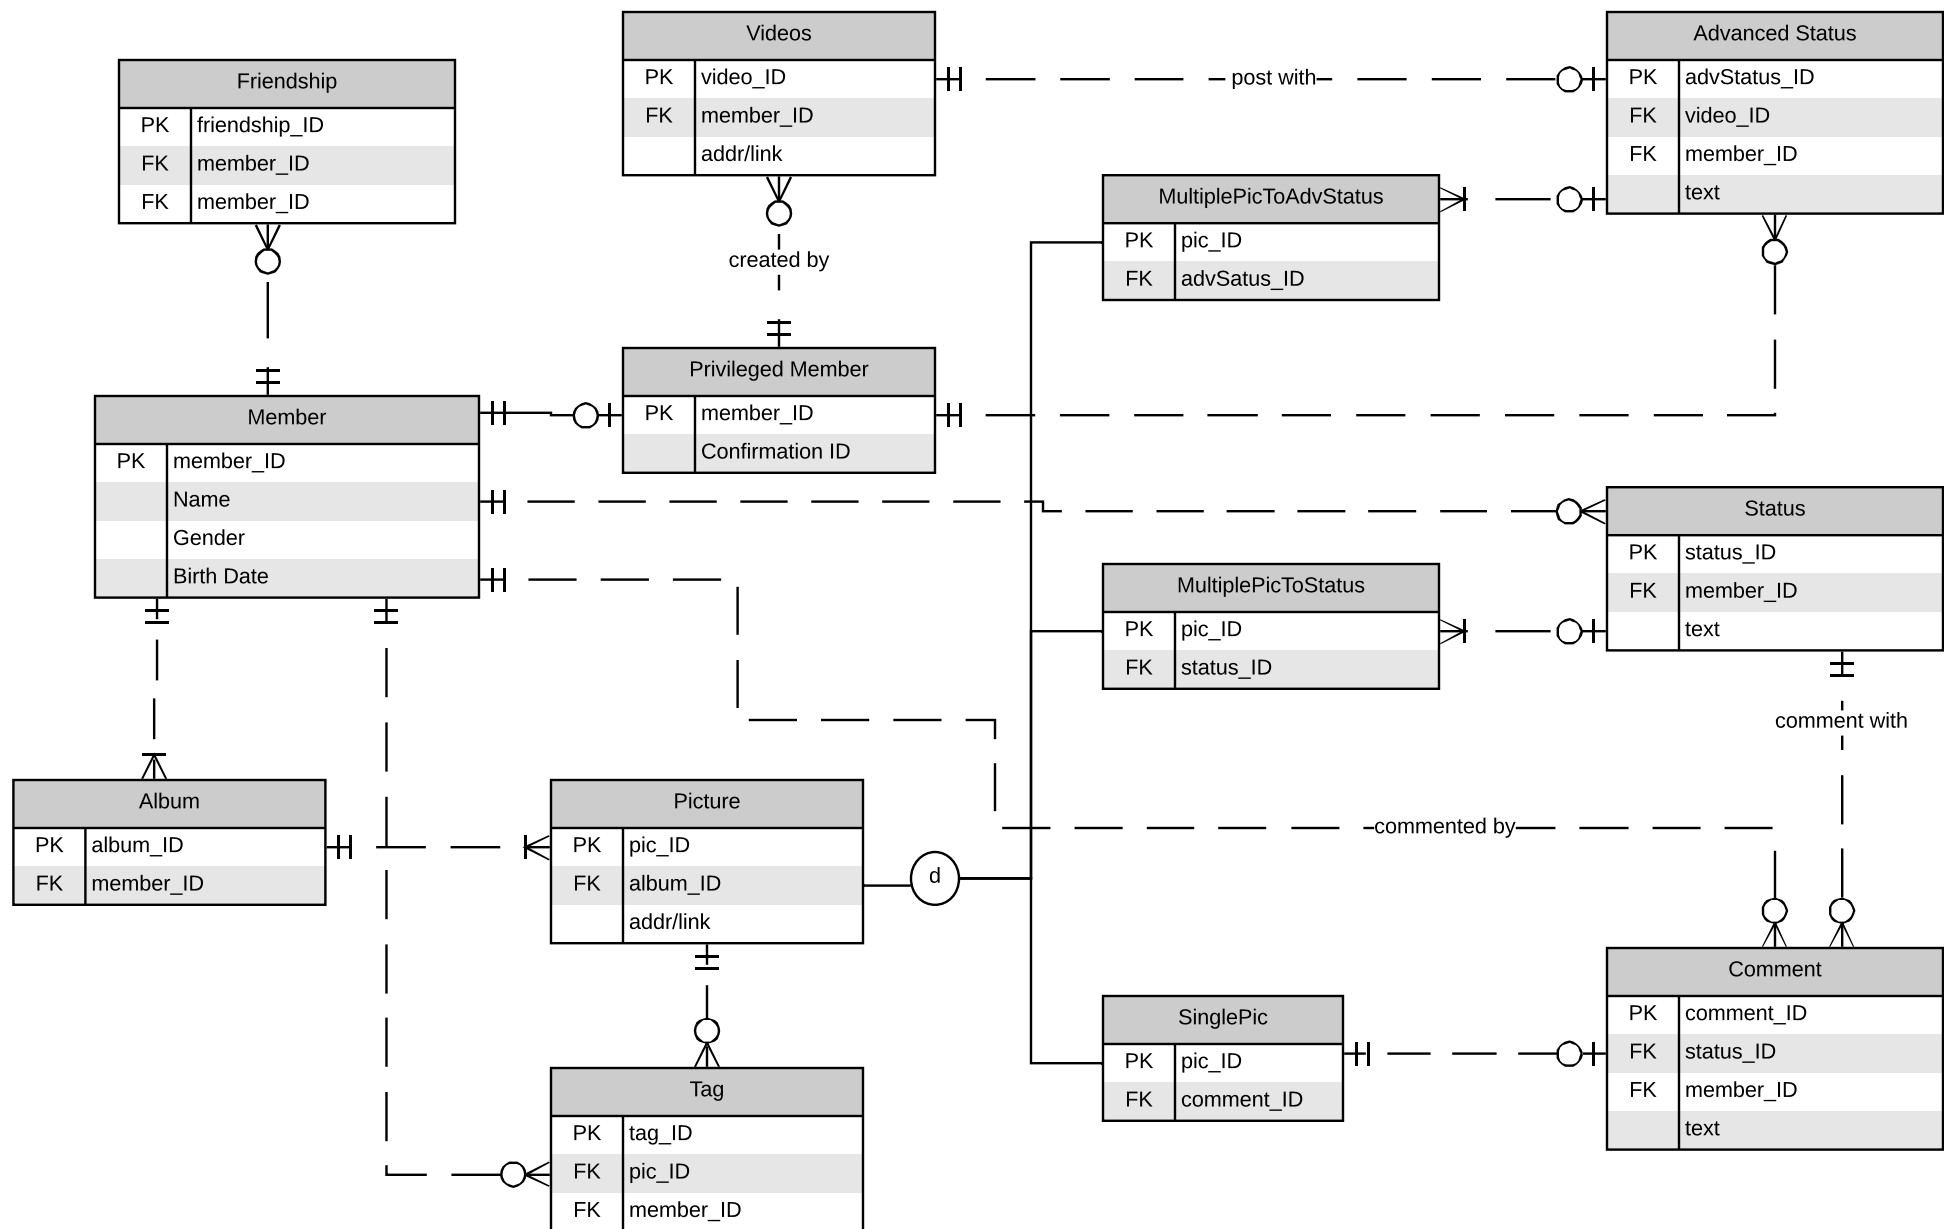 Videos
PK video_ID
FK member_ID
addr/link
post with
Advanced Status
PK advStatus_ID
FK video_ID
FK member_ID
text
Friendship
PK friendship_ID
FK member_ID
FK member_ID
MultiplePicToAdvStatus
PK pic_ID
FK advSatus_ID
created by
Privileged Member
PK member_ID
Confirmation ID
Member
PK member_ID
Name
Gender
Birth Date
Status
PK status_ID
FK member_ID
text
MultiplePicToStatus
PK pic_ID
FK status_ID
comment with
Album
PK album_ID
FK member_ID
Picture
PK pic_ID
FK album_ID
addr/link
d
commented by
Comment
PK comment_ID
FK status_ID
FK member_ID
text
SinglePic
PK pic_ID
FK comment_ID
Tag
PK tag_ID
FK pic_ID
FK member_ID